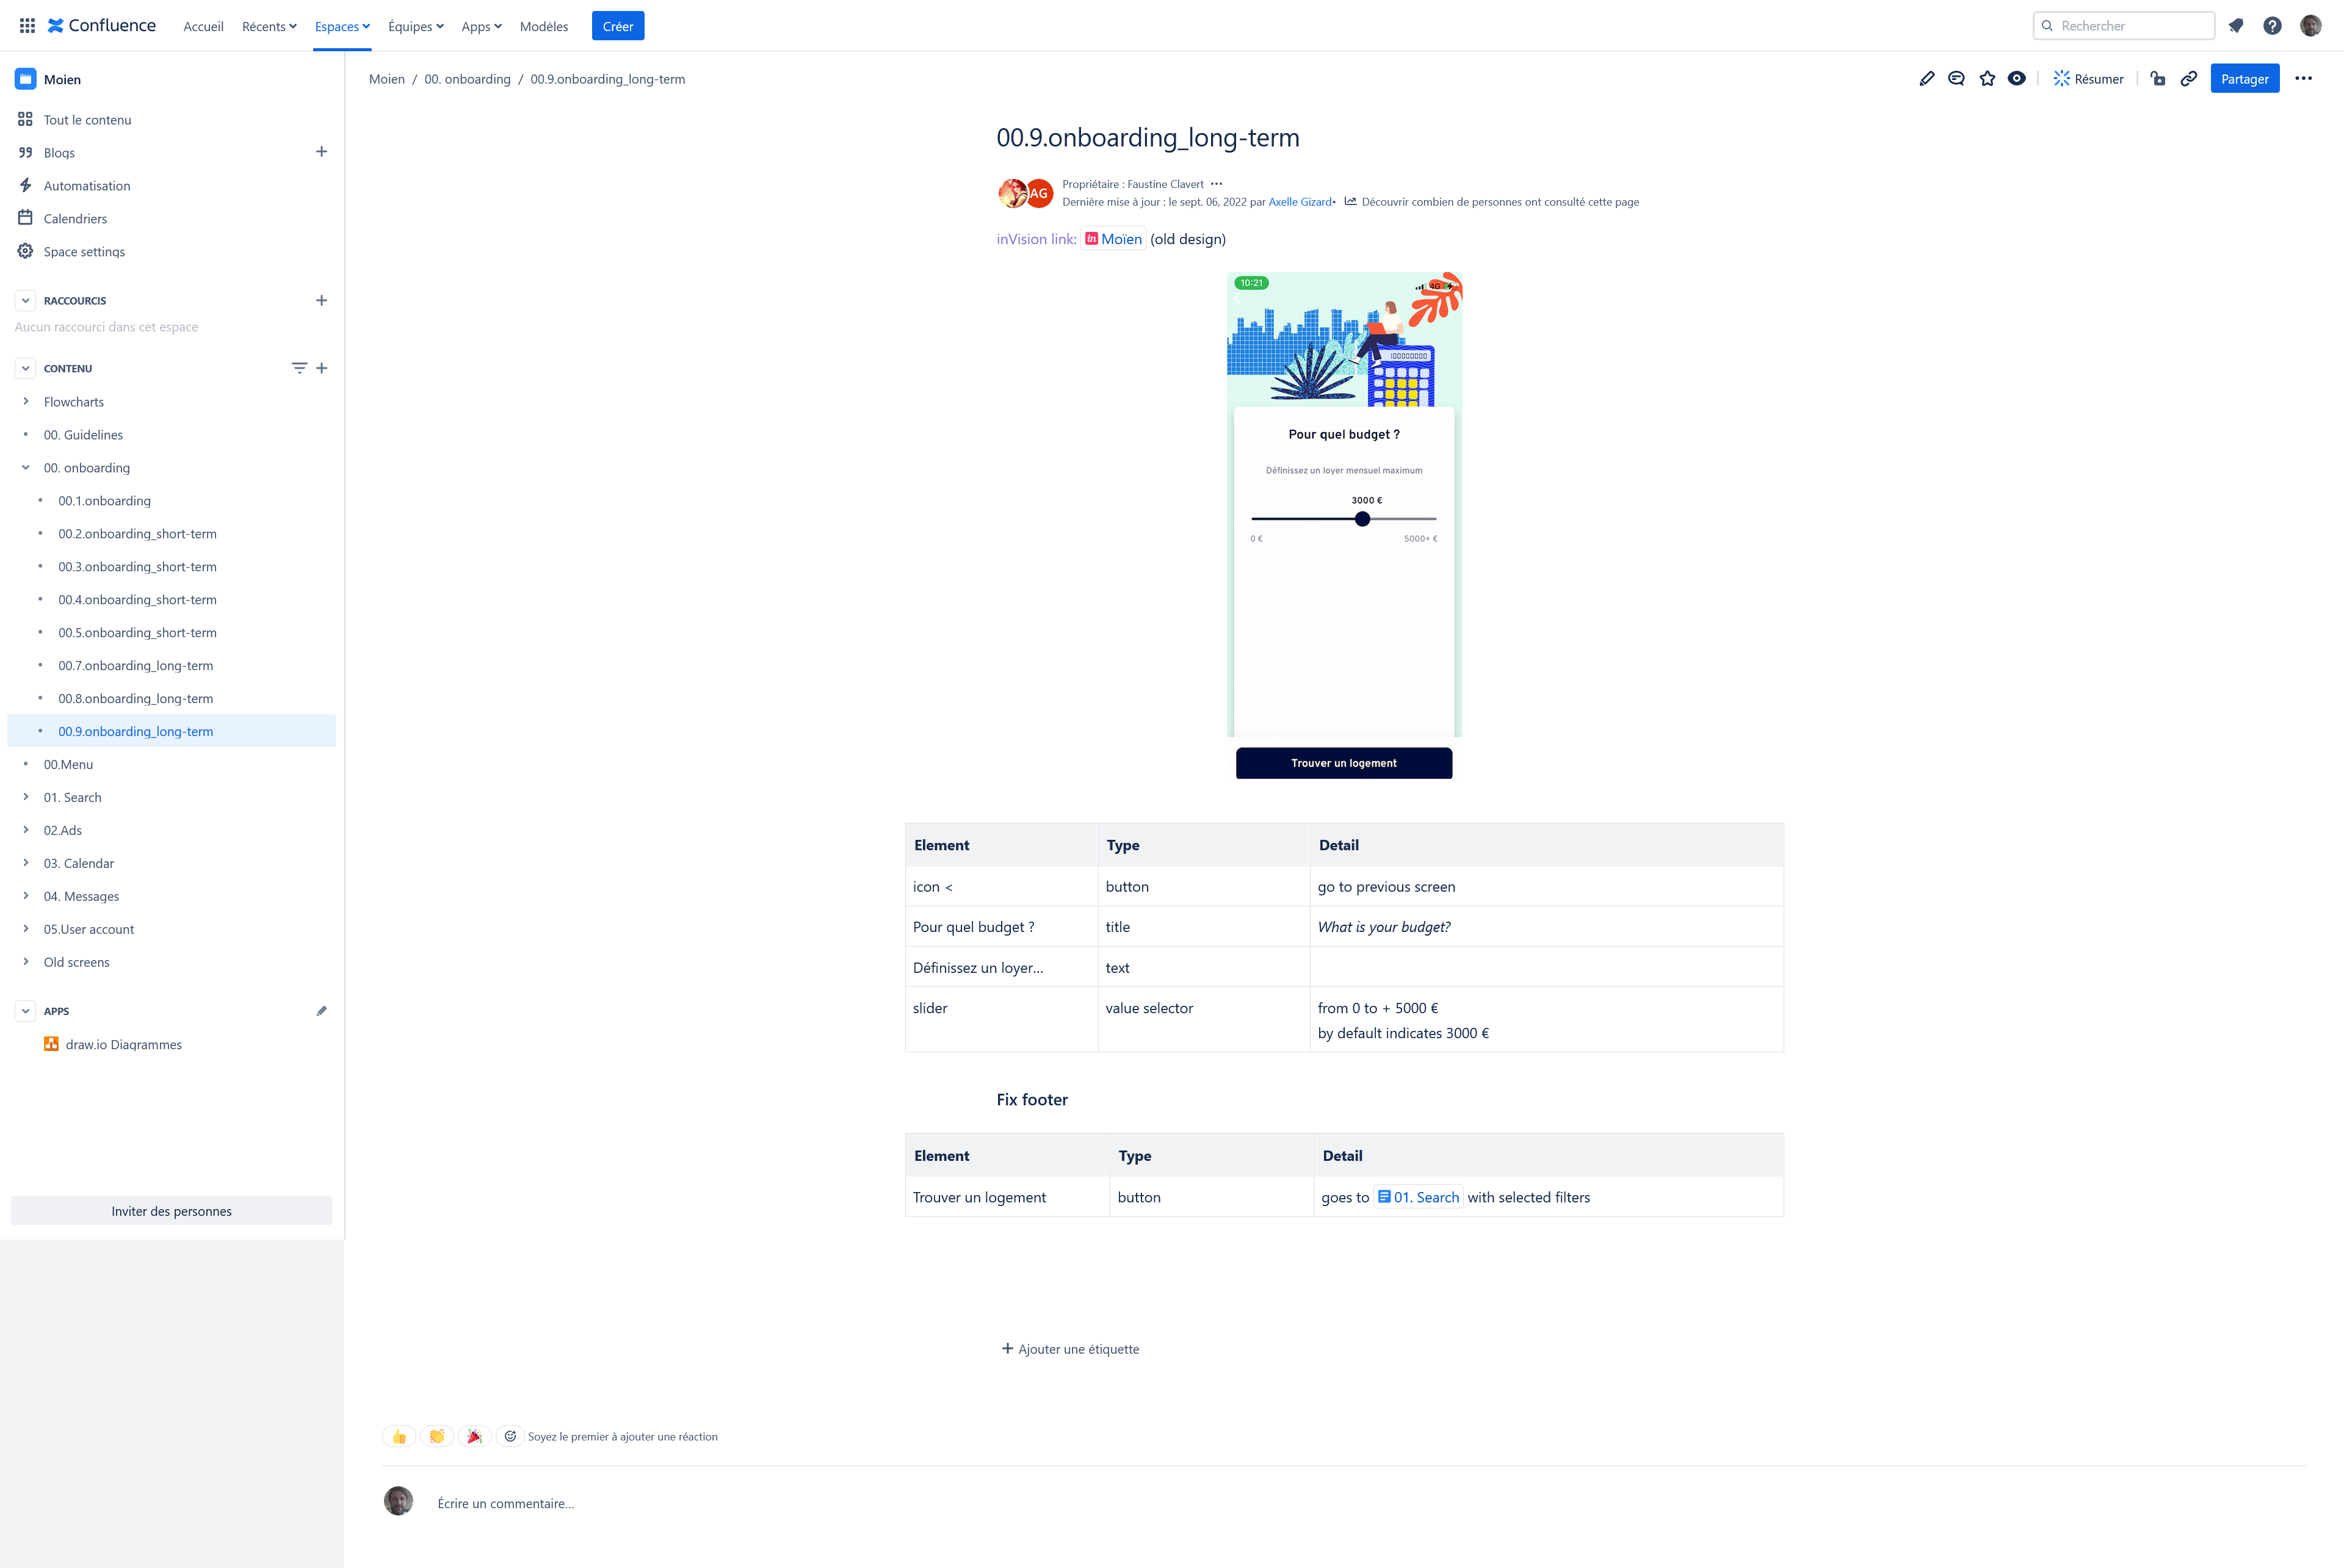 Confluence
Accueil
Récents
Espaces
Équipes
Apps
Modèles
Créer
Rechercher
Moien
Tout le contenu
Blogs
Automatisation
Calendriers
Space settings
RACCOURCIS
Aucun raccourci dans cet espace
CONTENU
Flowcharts
00. Guidelines
00. onboarding
00.1.onboarding
00.2.onboarding_short-term
00.3.onboarding_short-term
00.4.onboarding_short-term
00.5.onboarding_short-term
00.7.onboarding_long-term
00.8.onboarding_long-term
00.9.onboarding_long-term
00.Menu
01. Search
02.Ads
03. Calendar
04. Messages
05.User account
Old screens
APPS
draw.io Diagrammes
Inviter des personnes
Moien / 00. onboarding / 00.9.onboarding_long-term
Résumer
Partager
00.9.onboarding_long-term
AG
Propriétaire : Faustine Clavert
Dernière mise à jour : le sept. 06, 2022 par Axelle Gizard• Découvrir combien de personnes ont consulté cette page
inVision link: in Moïen (old design)
10:21
4G
Pour quel budget ?
Définissez un loyer mensuel maximum
3000 €
0 €
5000+ €
Trouver un logement
Element Type Detail
icon < button go to previous screen
Pour quel budget ? title What is your budget?
Définissez un loyer... text
slider value selector from 0 to + 5000 €
by default indicates 3000 €
Fix footer
Element Type Detail
Trouver un logement button goes to 01. Search with selected filters
Ajouter une étiquette
Soyez le premier à ajouter une réaction
Écrire un commentaire...